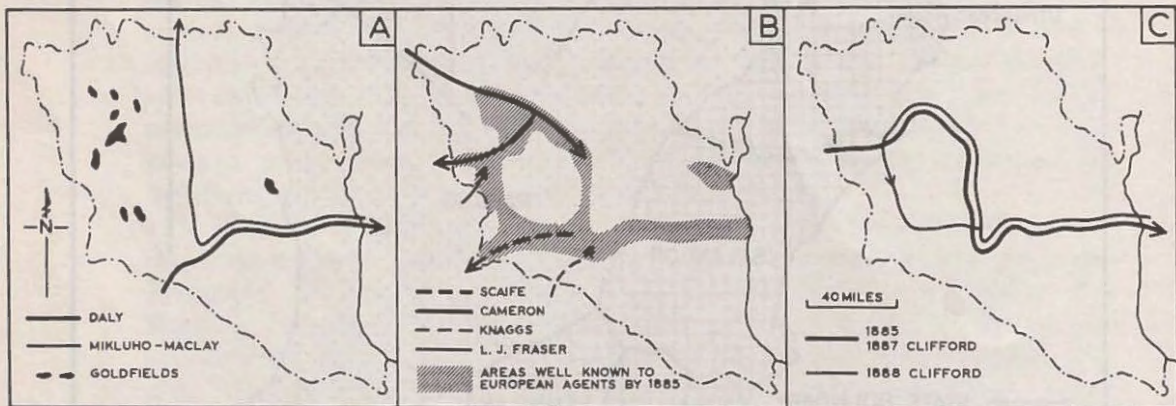 A
N
DALY
MIKLUHO-MACLAY
GOLDFIELDS
B
SCAIFE
CAMERON
KNAGGS
L. J. FRASER
AREAS WELL KNOWN TO
EUROPEAN AGENTS BY 1885
C
40 MILES
1885
1887 CLIFFORD
1888 CLIFFORD